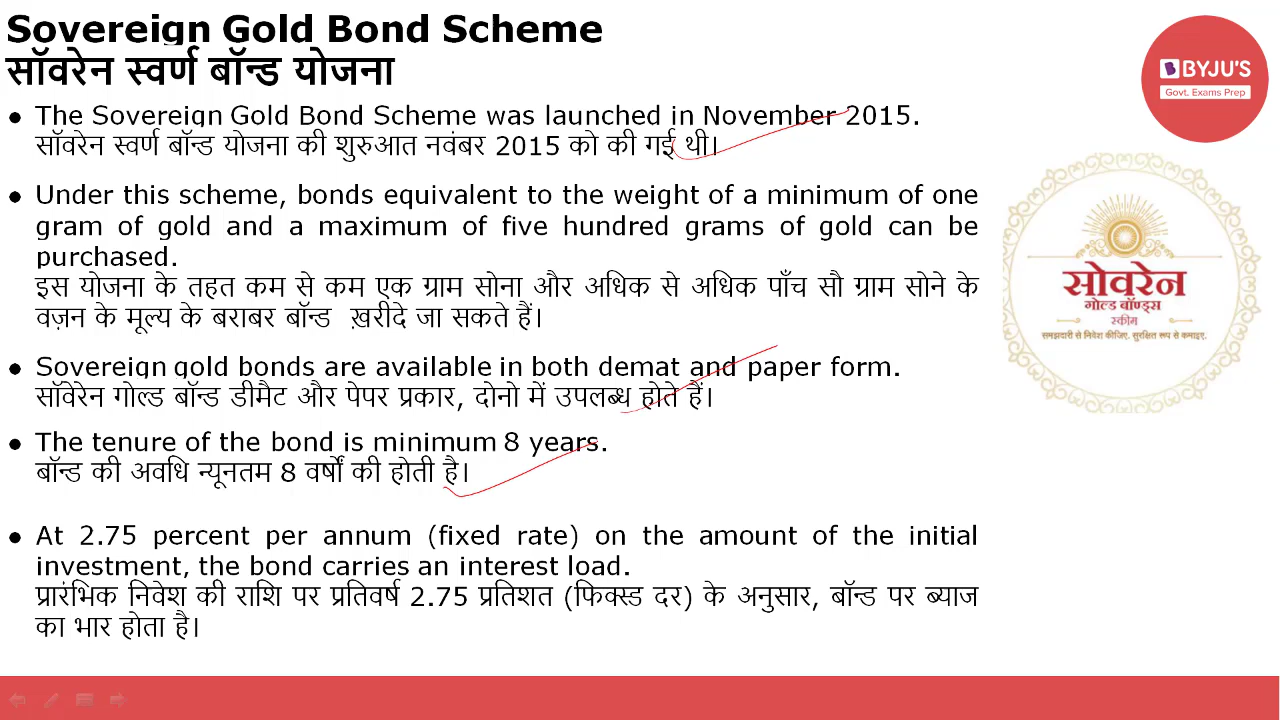 Sovereign Gold Bond Scheme
सॉवरेन स्वर्ण बॉन्ड योजना
BYJU'S
Govt. Exams Prep
● The Sovereign Gold Bond Scheme was launched in November 2015.
सॉवरेन स्वर्ण बॉन्ड योजना की शुरुआत नवंबर 2015 को की गई थी।
● Under this scheme, bonds equivalent to the weight of a minimum of one
gram of gold and a maximum of five hundred grams of gold can be
purchased.
इस योजना के तहत कम से कम एक ग्राम सोना और अधिक से अधिक पाँच सौ ग्राम सोने के
वज़न के मूल्य के बराबर बॉन्ड ख़रीदे जा सकते हैं।
● Sovereign gold bonds are available in both demat and paper form.
सॉवेरेन गोल्ड बॉन्ड डीमैट और पेपर प्रकार, दोनो में उपलब्ध होते हैं।
● The tenure of the bond is minimum 8 years.
बॉन्ड की अवधि न्यूनतम 8 वर्षों की होती है।
● At 2.75 percent per annum (fixed rate) on the amount of the initial
investment, the bond carries an interest load.
प्रारंभिक निवेश की राशि पर प्रतिवर्ष 2.75 प्रतिशत (फिक्स्ड दर) के अनुसार, बॉन्ड पर ब्याज
का भार होता है।
सोवरेन
गोल्ड बॉण्ड्स
स्कीम
समझदारी से निवेश कीजिए. सुरक्षित रूप से कमाइए.